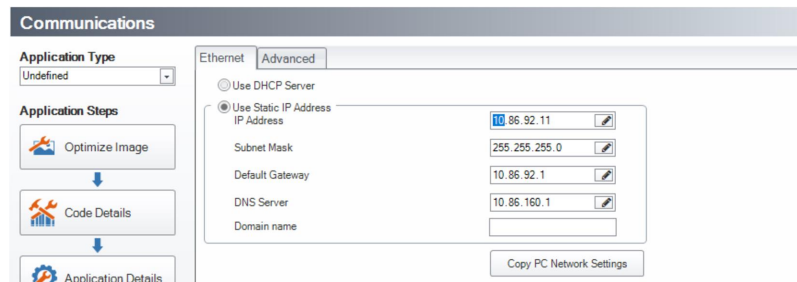 Communications
Application Type
Undefined
Application Steps
Optimize Image
Code Details
Application Details
Ethernet
Advanced
Use DHCP Server
Use Static IP Address
IP Address
10.86.92.11
Subnet Mask
255.255.255.0
Default Gateway
10.86.92.1
DNS Server
10.86.160.1
Domain name
Copy PC Network Settings